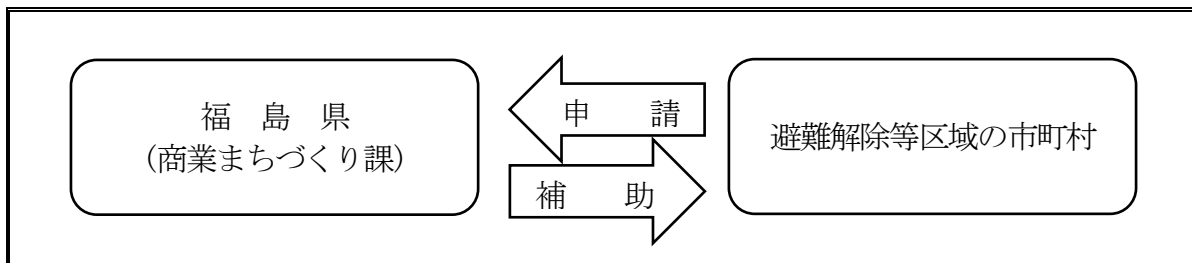 福　島　県
(商業まちづくり課)
申　　請
補　　助
避難解除等区域の市町村